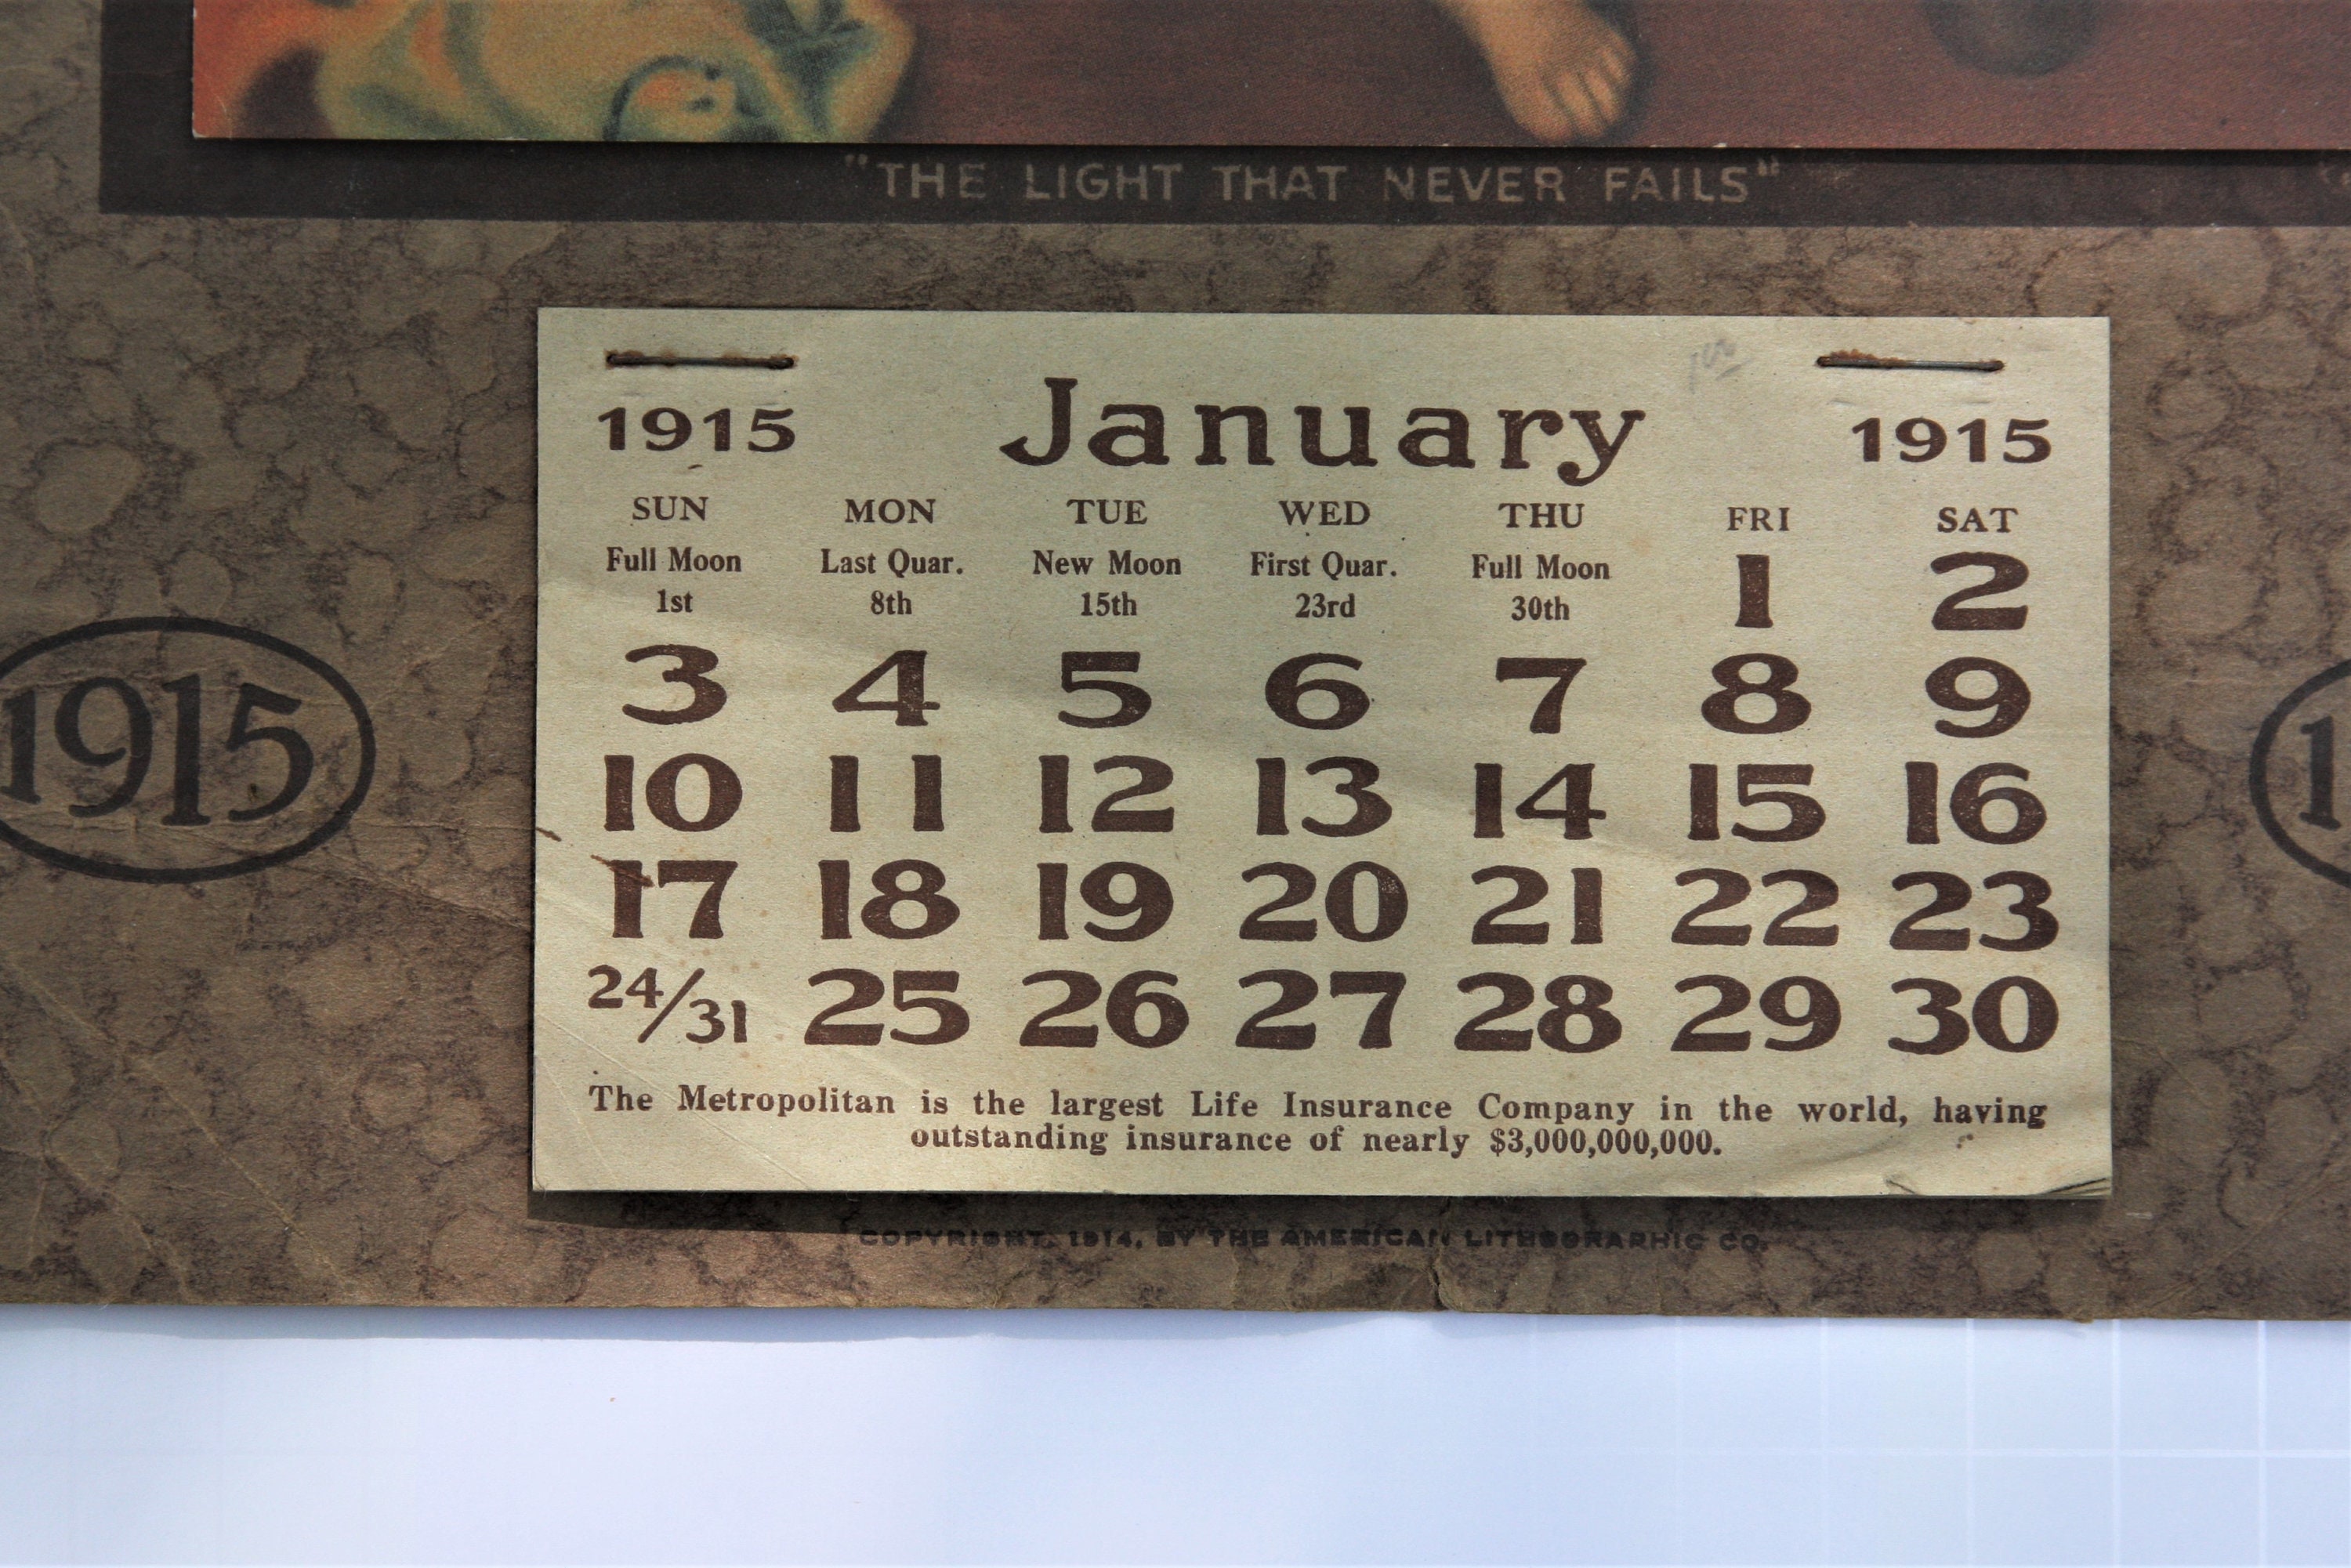 "THE LIGHT THAT NEVER FAILS"
1915 January 1915
SUN MON TUE WED THU FRI SAT
Full Moon Last Quar. New Moon First Quar. Full Moon 1 2
1st 8th 15th 23rd 30th
3 4 5 6 7 8 9
10 11 12 13 14 15 16
1915
17 18 19 20 21 22 23
24/31 25 26 27 28 29 30
The Metropolitan is the largest Life Insurance Company in the world, having
outstanding insurance of nearly $3,000,000,000.
COPYRIGHT, 1914, BY THE AMERICAN LITHOGRAPHIC CO.